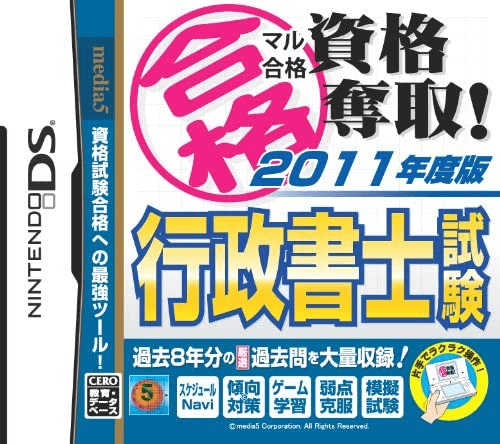 NINTENDO DS
media5
資格試験合格への最強ツール!
CERO
教育・データベース
合格
マル合格
資格奪取!
2011年度版
行政書士試験
過去8年分の厳選過去問を大量収録!
片手でラクラク操作!
5
スケジュールNavi
傾向と対策
ゲーム学習
弱点克服
模擬試験
©media5 Corporation. All Rights Reserved.